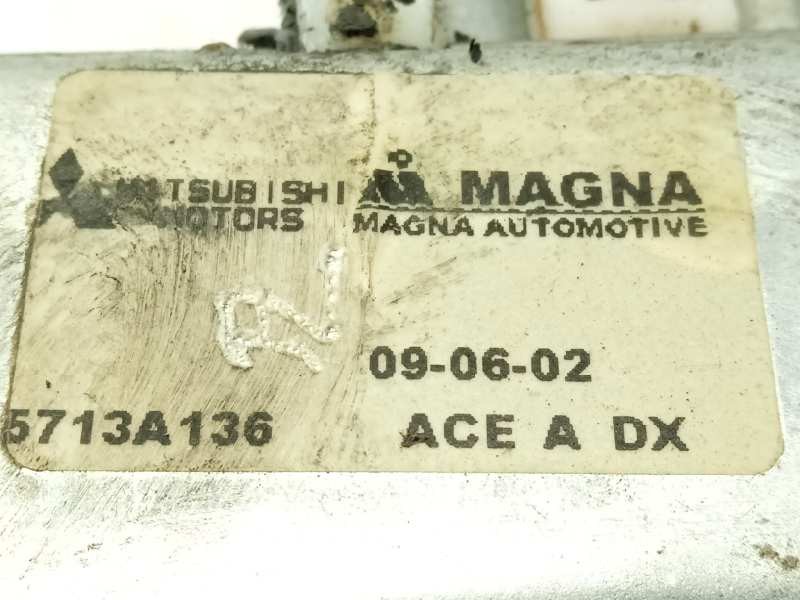 MITSUBISHI MAGNA
MOTORS MAGNA AUTOMOTIVE
09-06-02
5713A136 ACE A DX